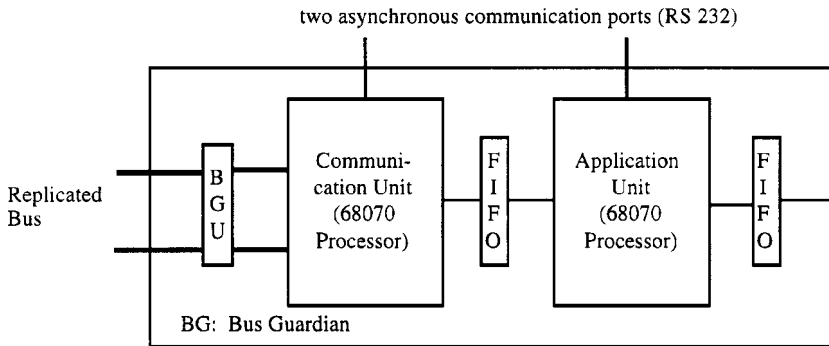 two asynchronous communication ports (RS 232)
Replicated
Bus
B
G
U
Communi-
cation Unit
(68070
Processor)
F
I
F
O
Application
Unit
(68070
Processor)
F
I
F
O
BG: Bus Guardian